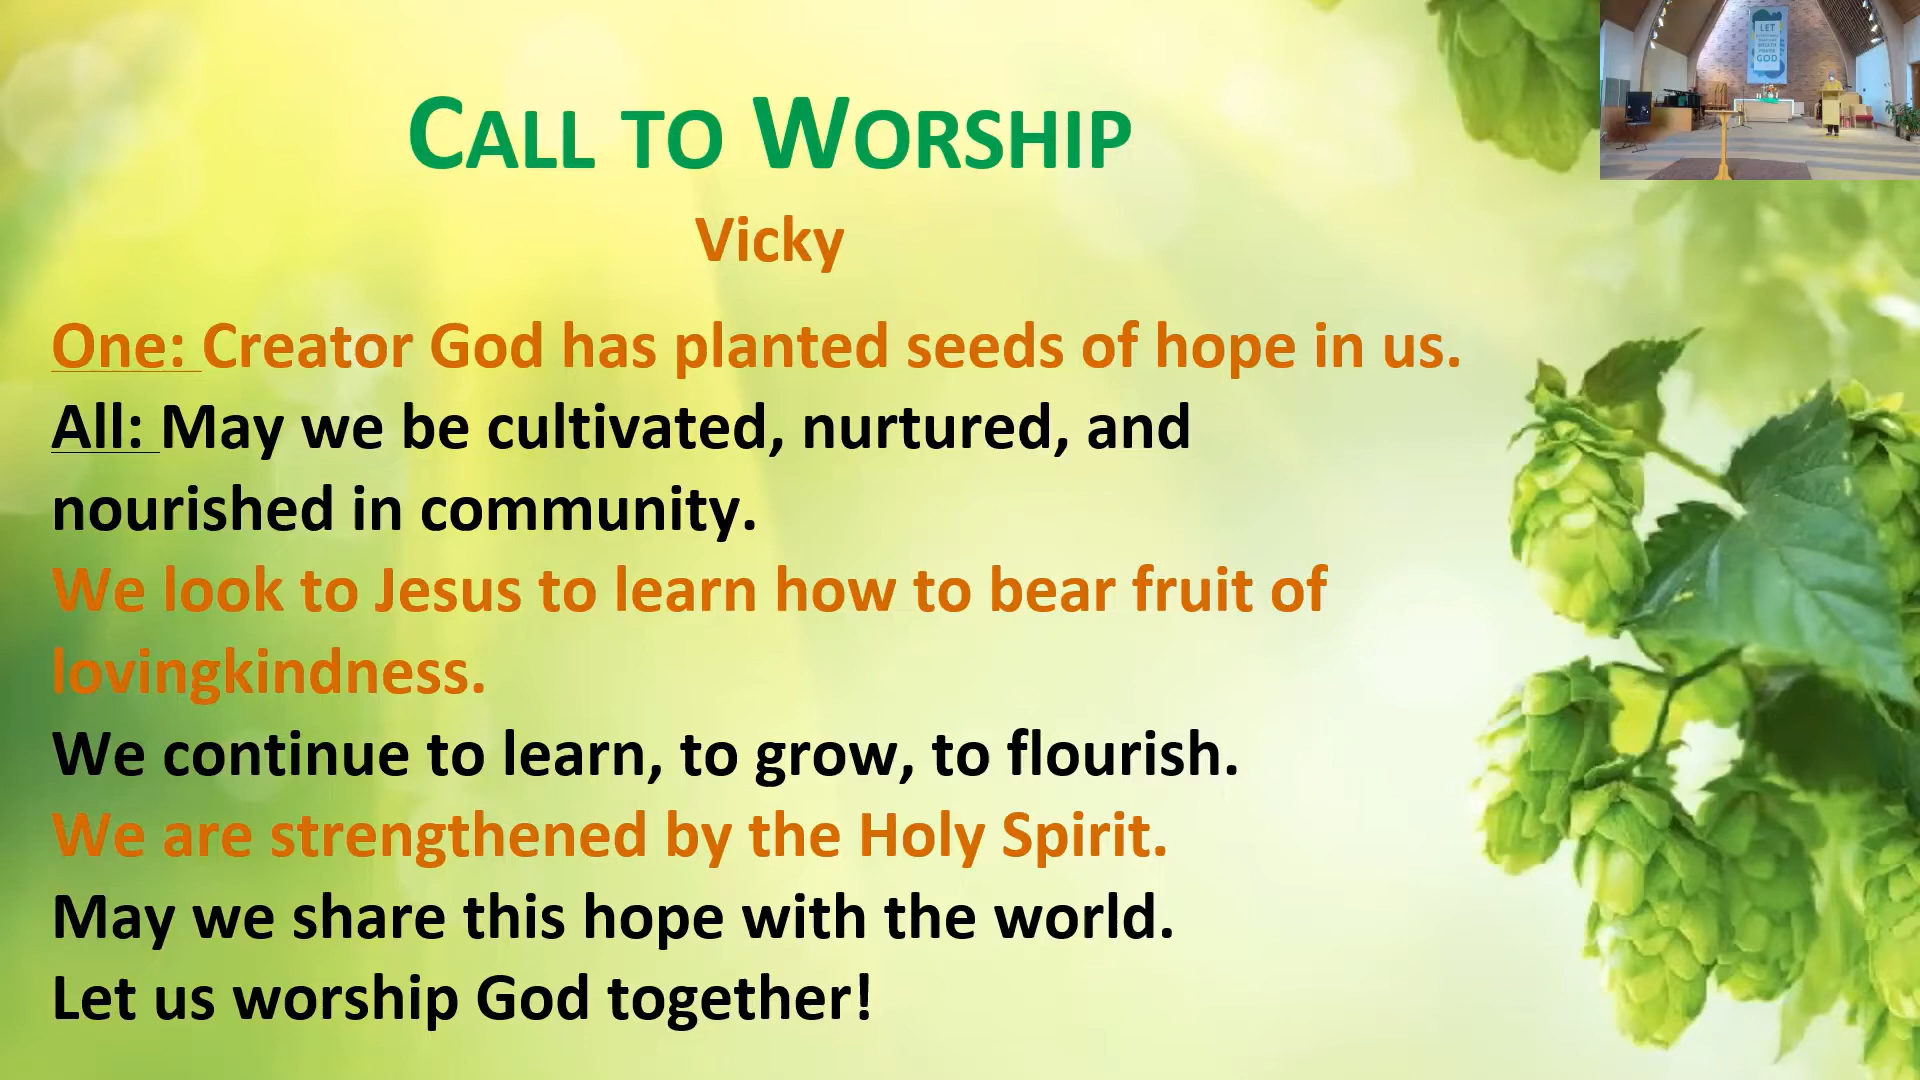 CALL TO WORSHIP
Vicky
One: Creator God has planted seeds of hope in us.
All: May we be cultivated, nurtured, and
nourished in community.
We look to Jesus to learn how to bear fruit of
lovingkindness.
We continue to learn, to grow, to flourish.
We are strengthened by the Holy Spirit.
May we share this hope with the world.
Let us worship God together!
LET
GOD